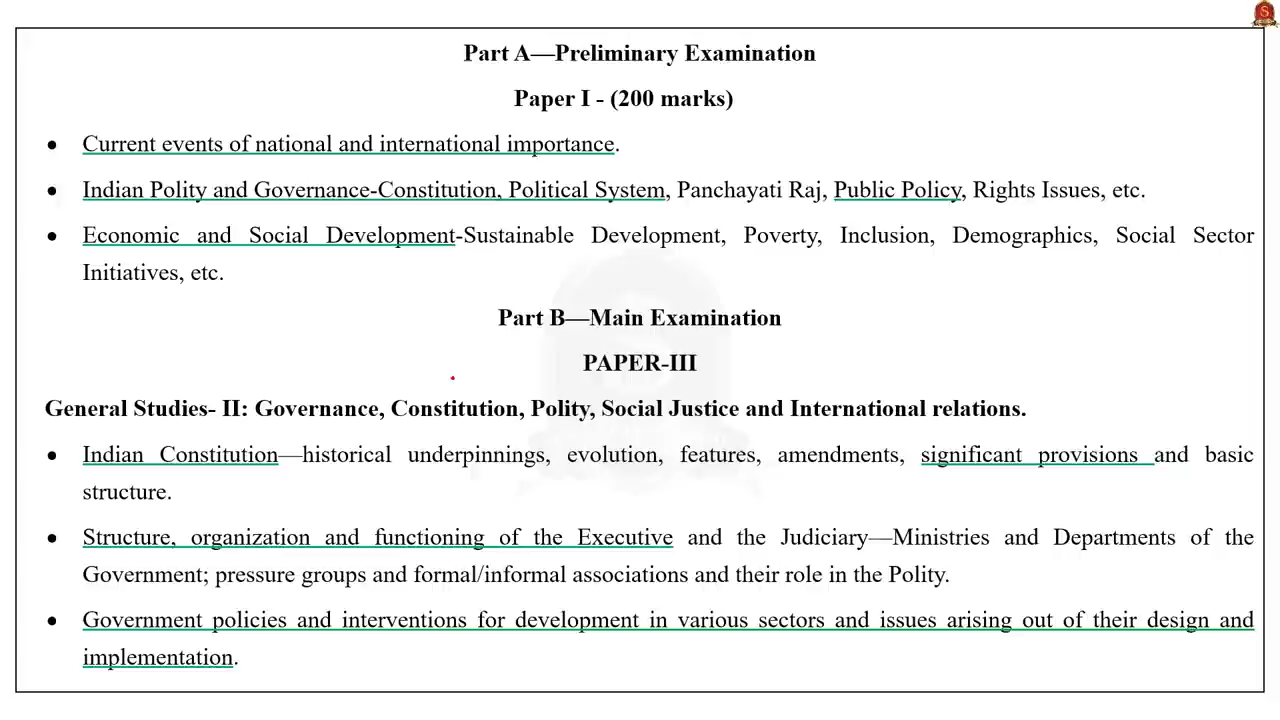 Part A—Preliminary Examination
Paper I - (200 marks)
• Current events of national and international importance.
• Indian Polity and Governance-Constitution, Political System, Panchayati Raj, Public Policy, Rights Issues, etc.
• Economic and Social Development-Sustainable Development, Poverty, Inclusion, Demographics, Social Sector
Initiatives, etc.
Part B—Main Examination
PAPER-III
General Studies- II: Governance, Constitution, Polity, Social Justice and International relations.
• Indian Constitution—historical underpinnings, evolution, features, amendments, significant provisions and basic
structure.
• Structure, organization and functioning of the Executive and the Judiciary—Ministries and Departments of the
Government; pressure groups and formal/informal associations and their role in the Polity.
• Government policies and interventions for development in various sectors and issues arising out of their design and
implementation.